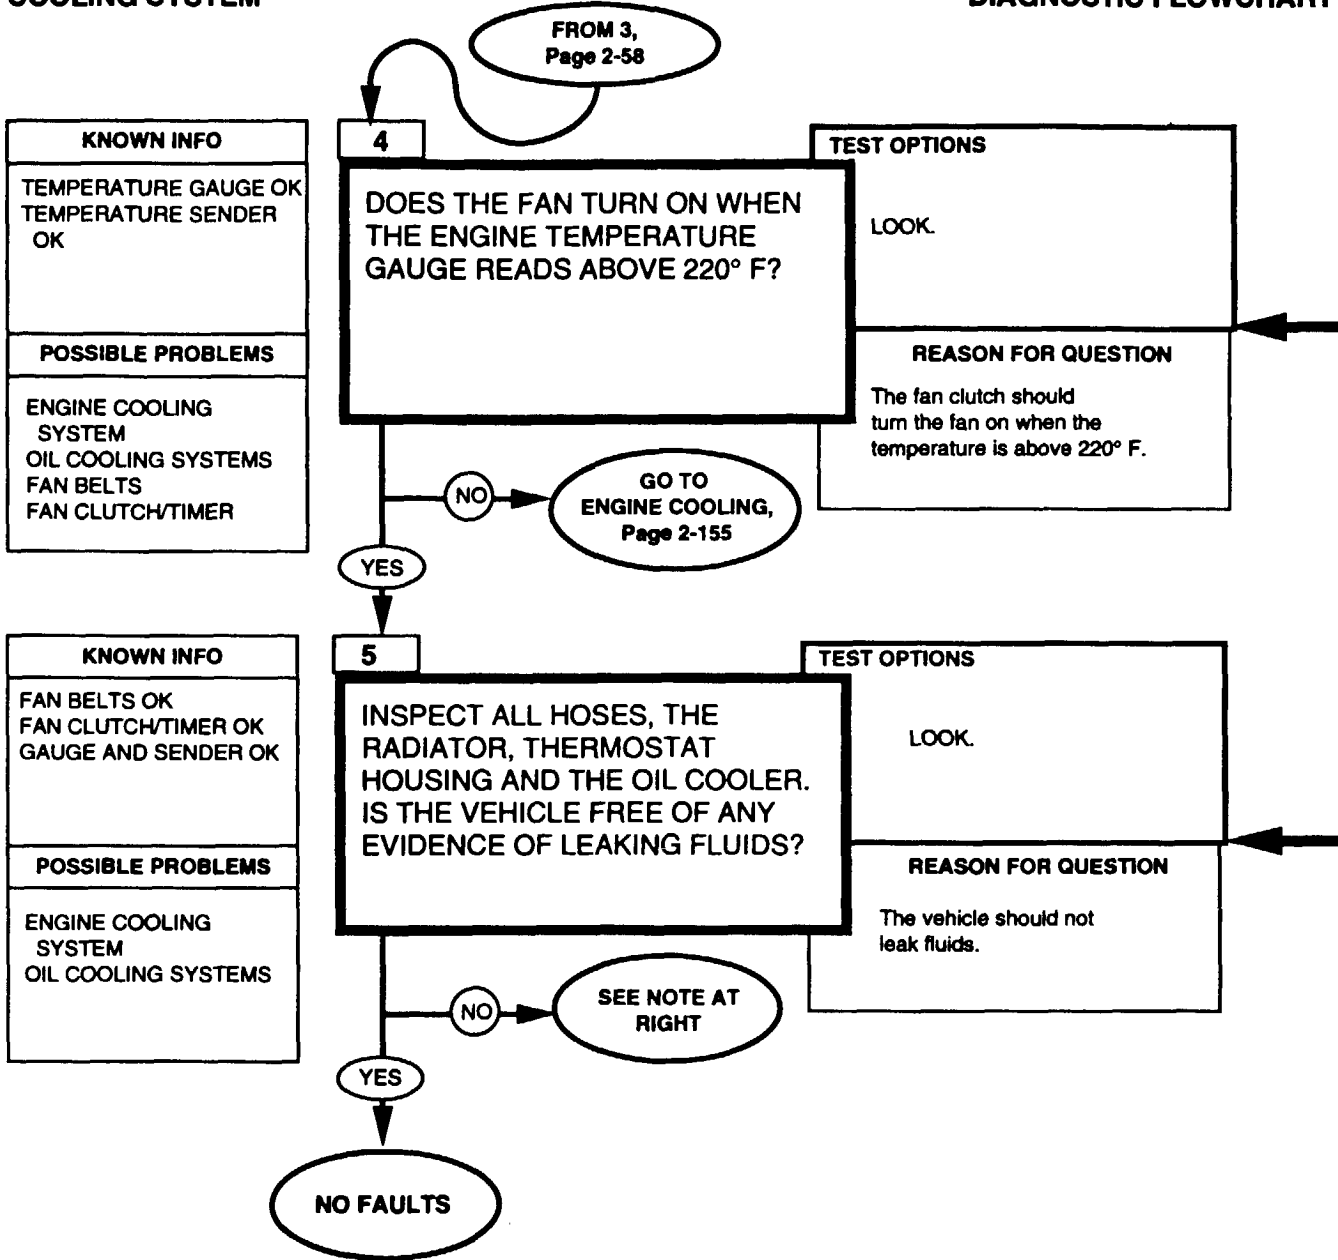 COOLING SYSTEM
DIAGNOSTIC FLOWCHART
FROM 3,
Page 2-58
KNOWN INFO
TEMPERATURE GAUGE OK
TEMPERATURE SENDER
OK
POSSIBLE PROBLEMS
ENGINE COOLING
SYSTEM
OIL COOLING SYSTEMS
FAN BELTS
FAN CLUTCH/TIMER
4
DOES THE FAN TURN ON WHEN
THE ENGINE TEMPERATURE
GAUGE READS ABOVE 220° F?
TEST OPTIONS
LOOK.
REASON FOR QUESTION
The fan clutch should
turn the fan on when the
temperature is above 220° F.
NO
GO TO
ENGINE COOLING,
Page 2-155
YES
KNOWN INFO
FAN BELTS OK
FAN CLUTCH/TIMER OK
GAUGE AND SENDER OK
POSSIBLE PROBLEMS
ENGINE COOLING
SYSTEM
OIL COOLING SYSTEMS
5
INSPECT ALL HOSES, THE
RADIATOR, THERMOSTAT
HOUSING AND THE OIL COOLER.
IS THE VEHICLE FREE OF ANY
EVIDENCE OF LEAKING FLUIDS?
TEST OPTIONS
LOOK.
REASON FOR QUESTION
The vehicle should not
leak fluids.
NO
SEE NOTE AT
RIGHT
YES
NO FAULTS